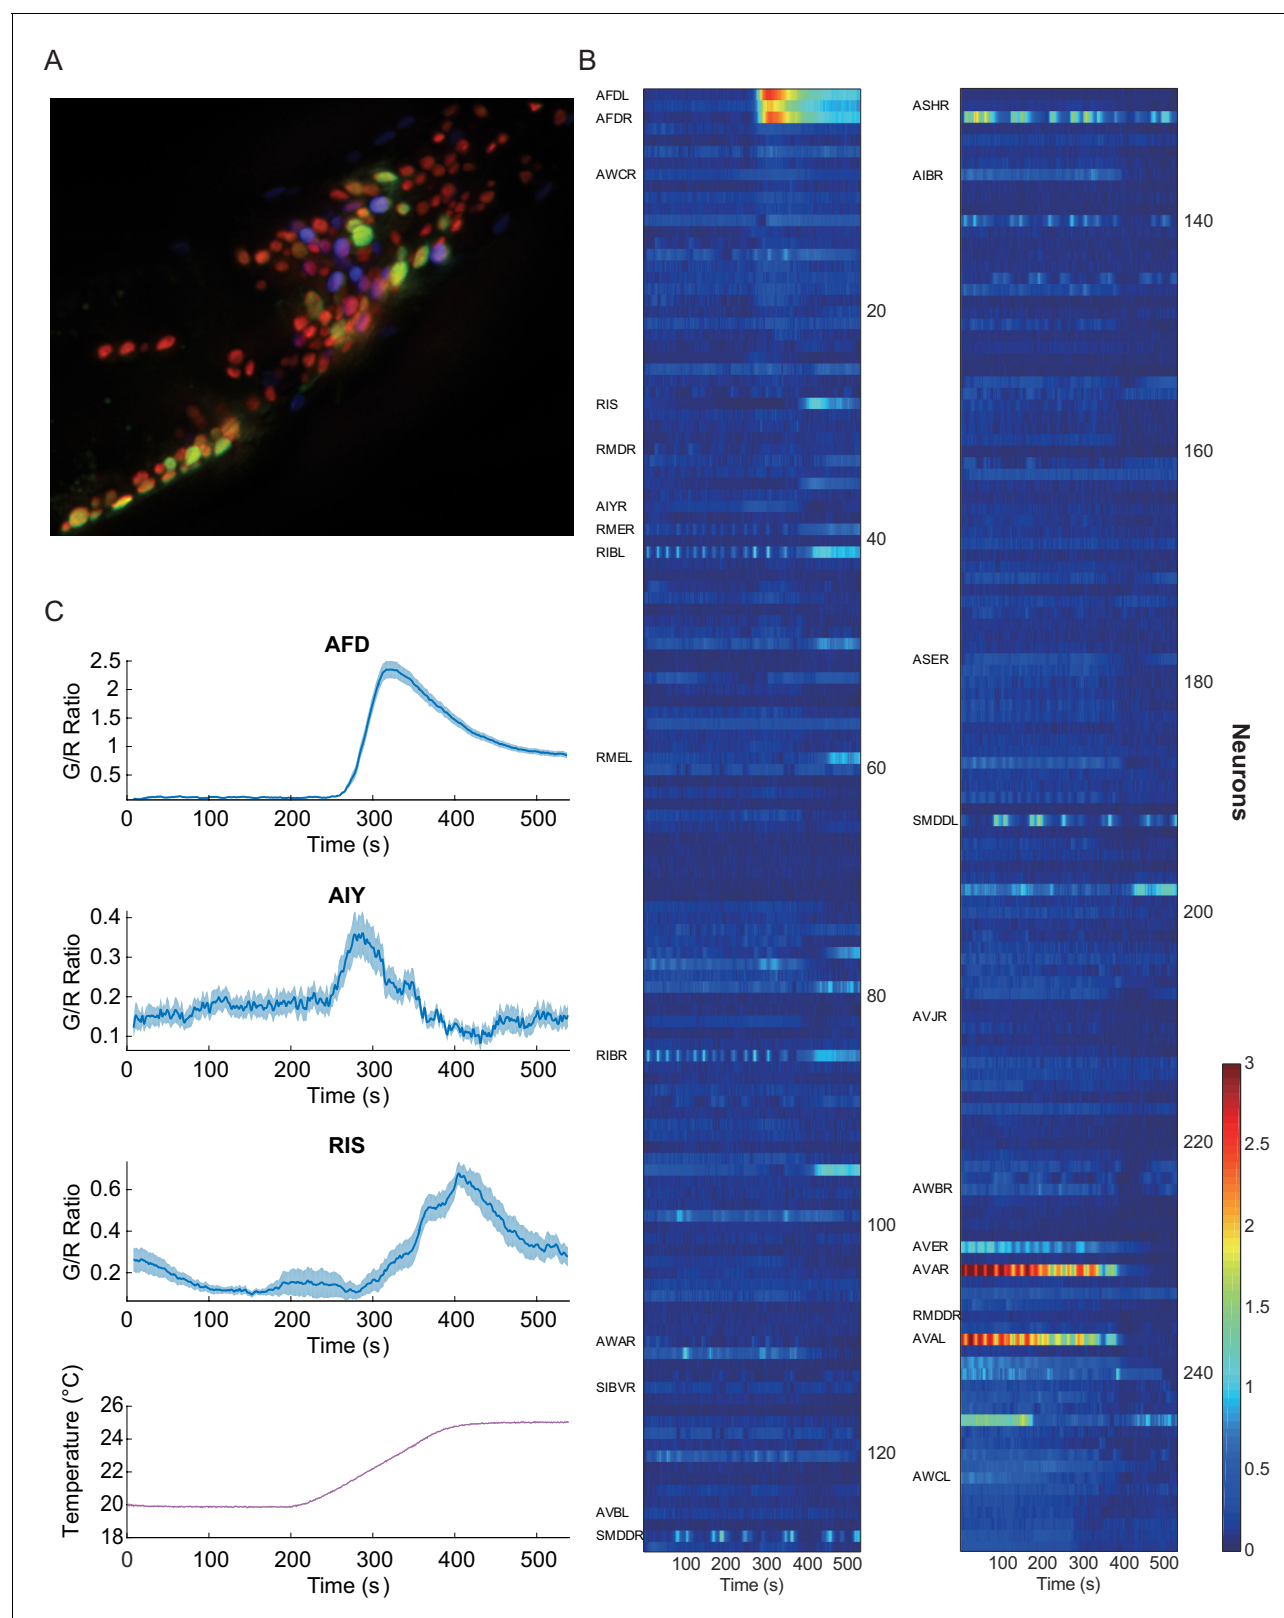 A
B
AFDL
AFDR
AWCR
20
RIS
RMDR
AIYR
RMER
RIBL
40
RMEL
60
80
RIBR
100
AWAR
SIBVR
120
AVBL
SMDDR
100 200 300 400 500
Time (s)
ASHR
AIBR
140
160
ASER
180
SMDDL
200
AVJR
220
AWBR
AVER
AVAR
RMDDR
AVAL
240
AWCL
100 200 300 400 500
Time (s)
Neurons
3
2.5
2
1.5
1
0.5
0
C
AFD
G/R Ratio
2.5
2
1.5
1
0.5
0 100 200 300 400 500
Time (s)
AIY
G/R Ratio
0.4
0.3
0.2
0.1
0 100 200 300 400 500
Time (s)
RIS
G/R Ratio
0.6
0.4
0.2
0 100 200 300 400 500
Time (s)
Temperature (°C)
26
24
22
20
18
0 100 200 300 400 500
Time (s)